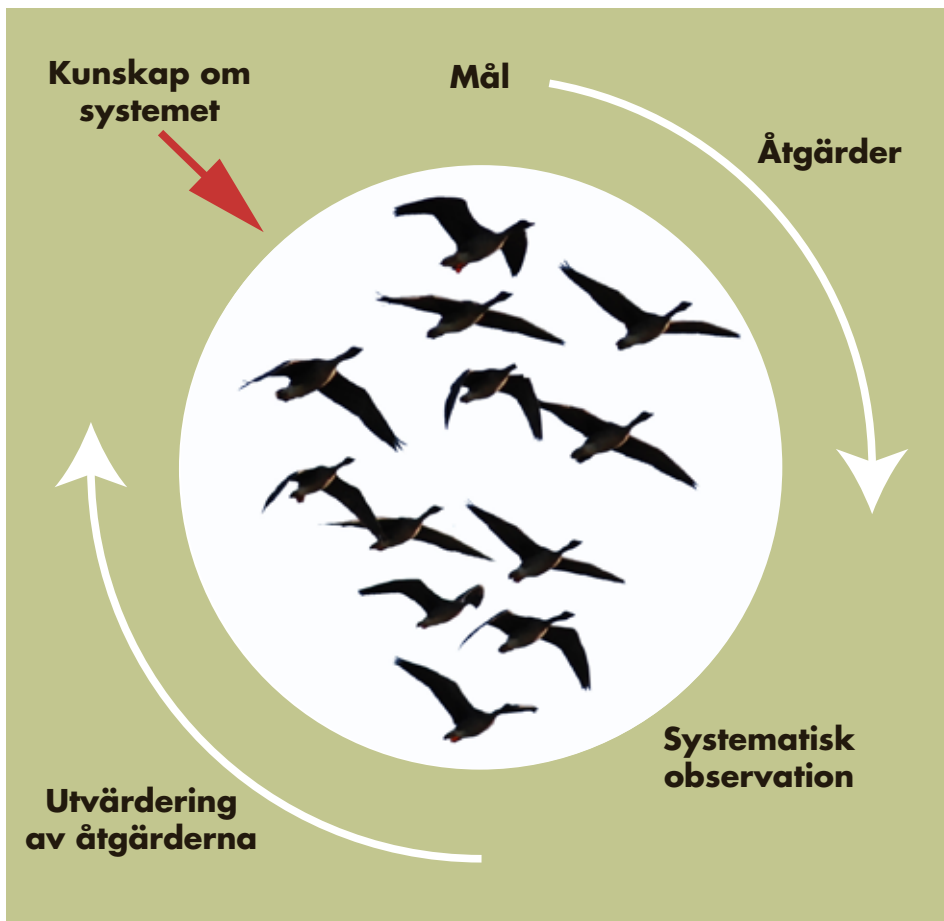 Kunskap om
systemet
Mål
Åtgärder
Systematisk
observation
Utvärdering
av åtgärderna